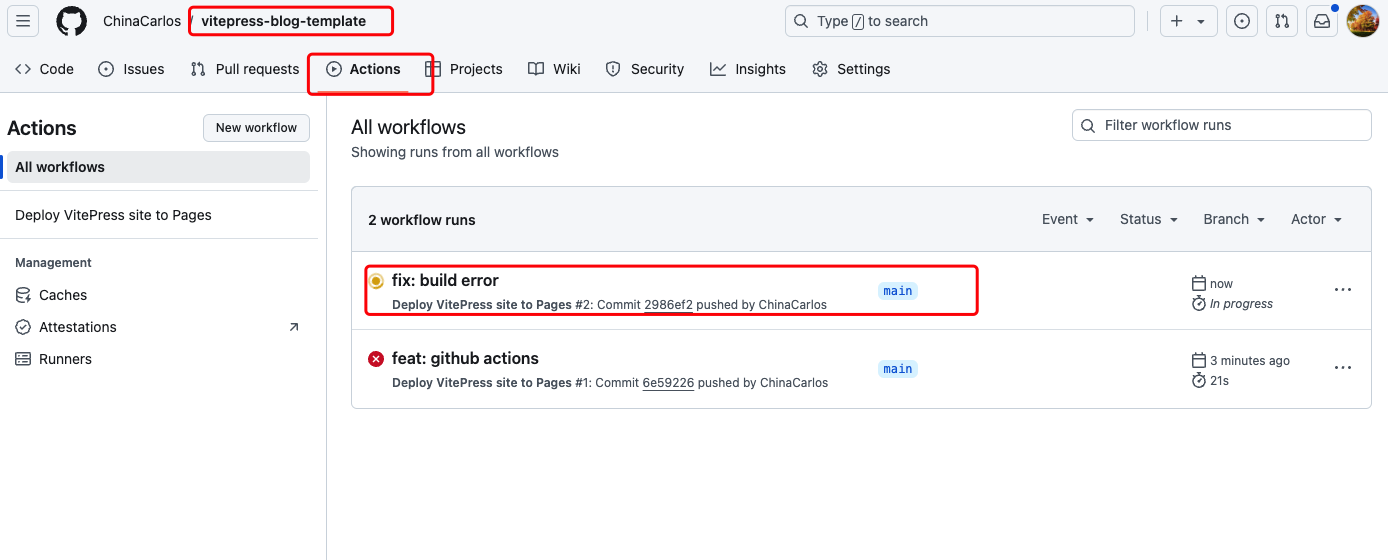 ChinaCarlos / vitepress-blog-template
Type / to search
Code Issues Pull requests Actions Projects Wiki Security Insights Settings
Actions
New workflow
All workflows
Deploy VitePress site to Pages
Management
Caches
Attestations
Runners
All workflows
Showing runs from all workflows
Filter workflow runs
2 workflow runs
Event Status Branch Actor
fix: build error
Deploy VitePress site to Pages #2: Commit 2986ef2 pushed by ChinaCarlos
main
now
In progress
feat: github actions
Deploy VitePress site to Pages #1: Commit 6e59226 pushed by ChinaCarlos
main
3 minutes ago
21s